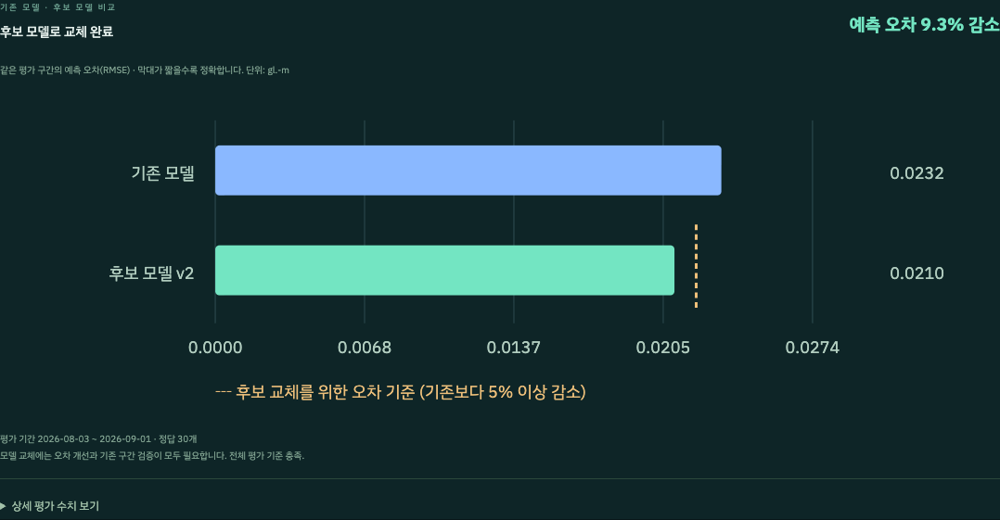 기존 모델 · 후보 모델 비교
후보 모델로 교체 완료
예측 오차 9.3% 감소
같은 평가 구간의 예측 오차(RMSE) · 막대가 짧을수록 정확합니다. 단위: gl.-m
기존 모델
0.0232
후보 모델 v2
0.0210
0.0000 0.0068 0.0137 0.0205 0.0274
--- 후보 교체를 위한 오차 기준 (기존보다 5% 이상 감소)
평가 기간 2026-08-03 ~ 2026-09-01 · 정답 30개
모델 교체에는 오차 개선과 기존 구간 검증이 모두 필요합니다. 전체 평가 기준 충족.
▶ 상세 평가 수치 보기